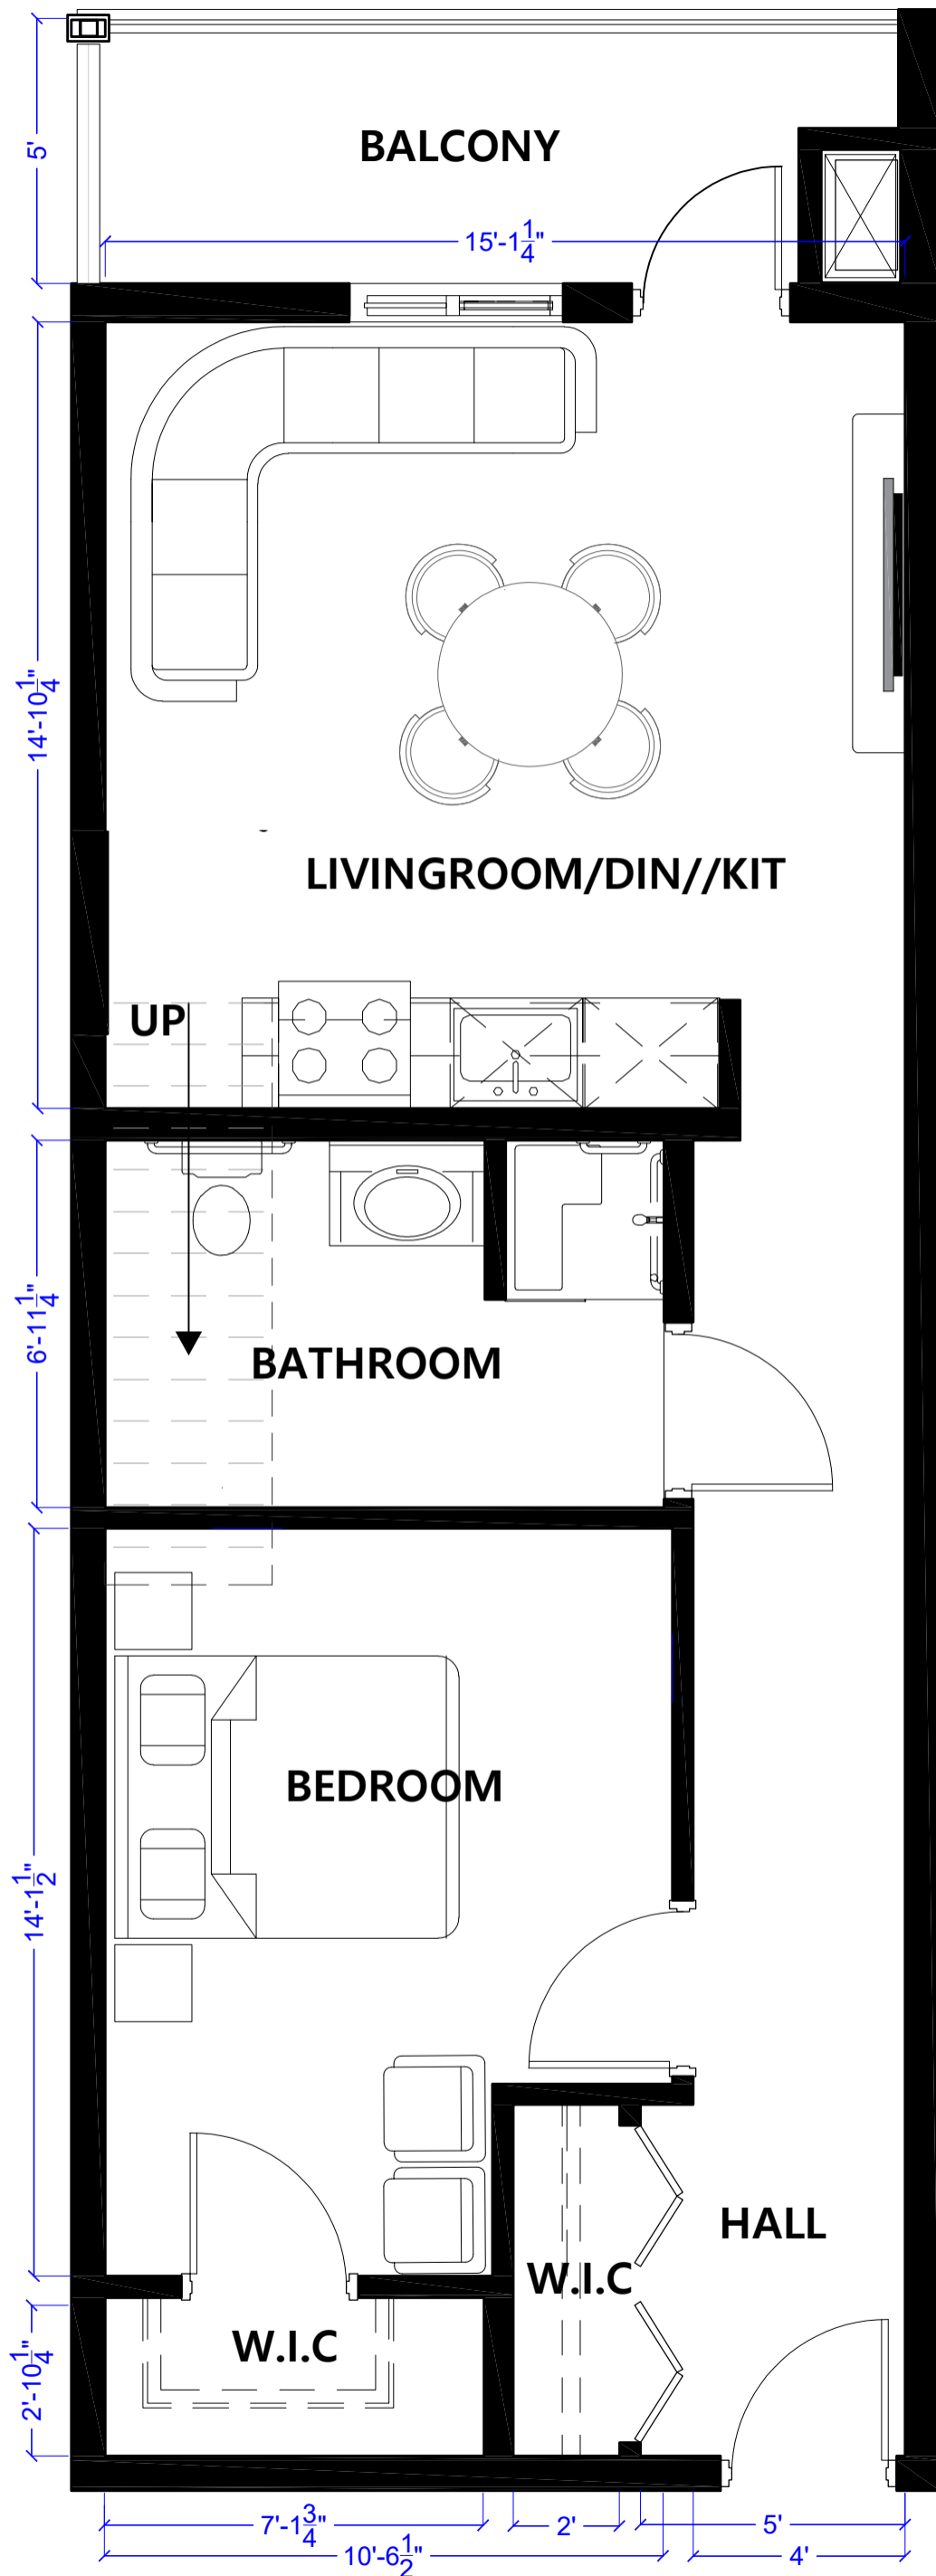 BALCONY
5'
15'-1 1/4"
14'-10 1/4"
LIVINGROOM/DIN//KIT
UP
6'-11 1/4"
BATHROOM
BEDROOM
14'-1 1/2"
HALL
W.I.C
W.I.C
2'-10 1/4"
7'-1 3/4"
2'
5'
10'-6 1/2"
4'